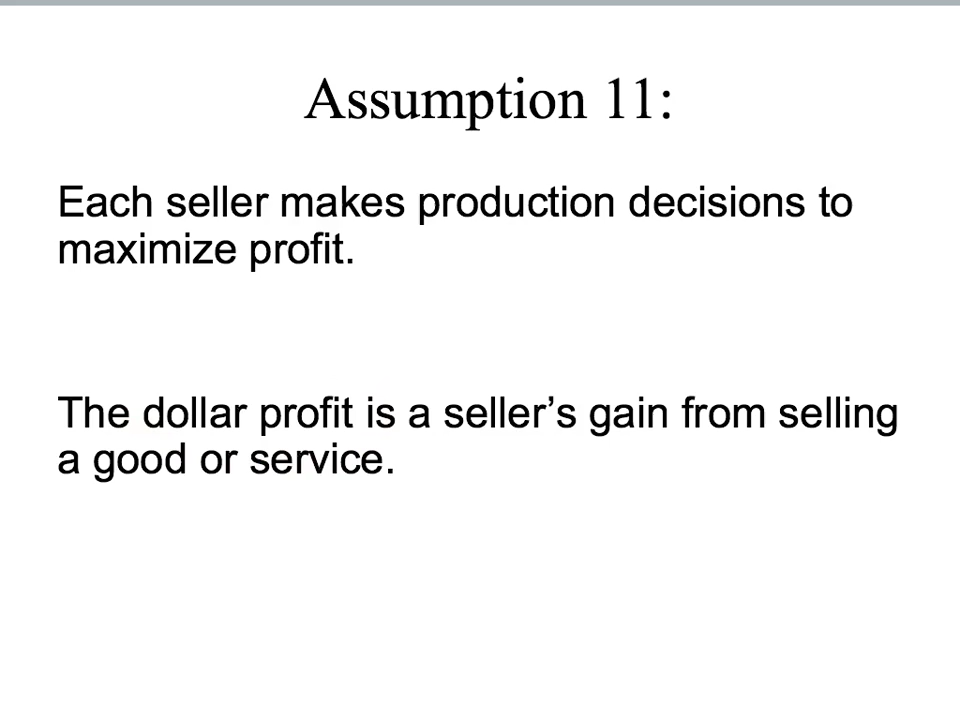 Assumption 11:
Each seller makes production decisions to
maximize profit.
The dollar profit is a seller’s gain from selling
a good or service.